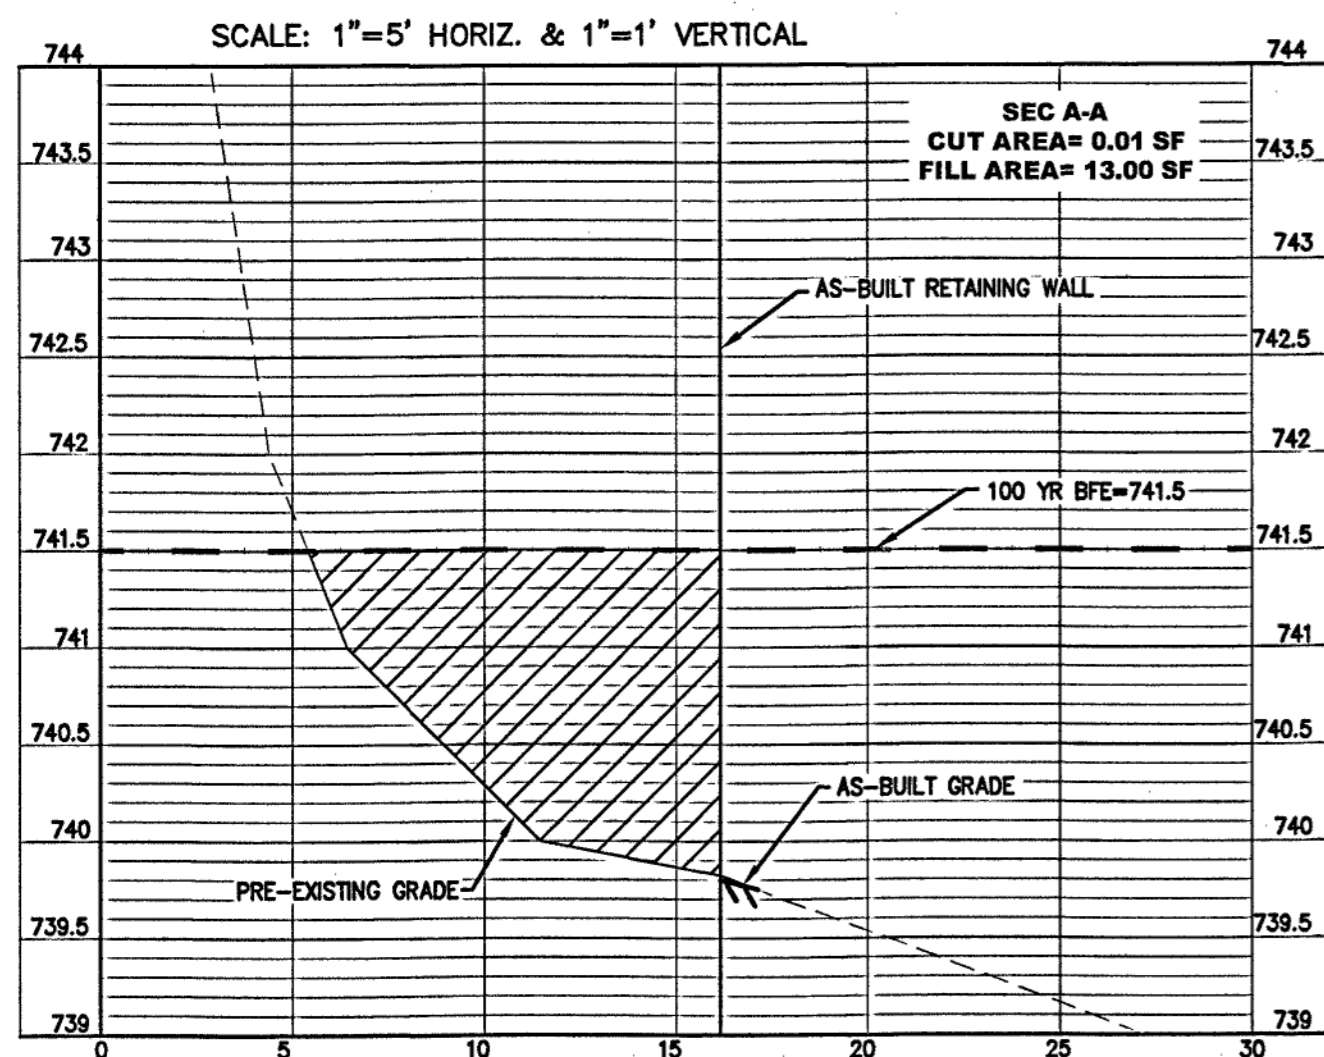 SCALE: 1"=5' HORIZ. & 1"=1' VERTICAL
744
744
SEC A-A
CUT AREA= 0.01 SF
FILL AREA= 13.00 SF
743.5
743.5
743
743
AS-BUILT RETAINING WALL
742.5
742.5
742
742
100 YR BFE=741.5
741.5
741.5
741
741
740.5
740.5
AS-BUILT GRADE
740
740
PRE-EXISTING GRADE
739.5
739.5
739
739
0 5 10 15 20 25 30